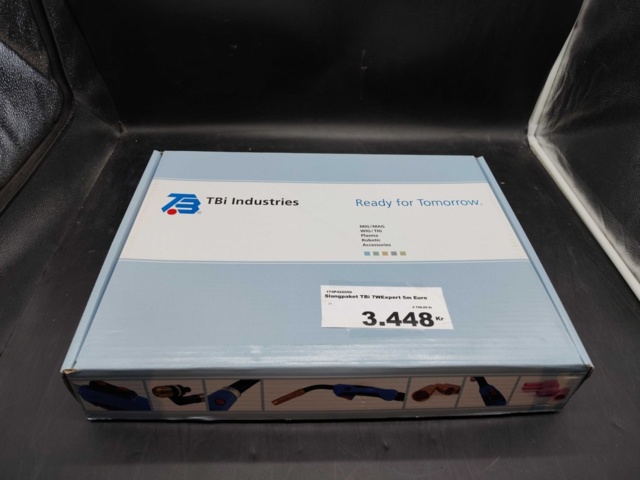 TBi Industries
Ready for Tomorrow.
MIG/MAG
WIG/TIG
Plasma
Robotic
Accessories
Slangpaket TBi 7WExpert 5m Euro
3.448 Kr